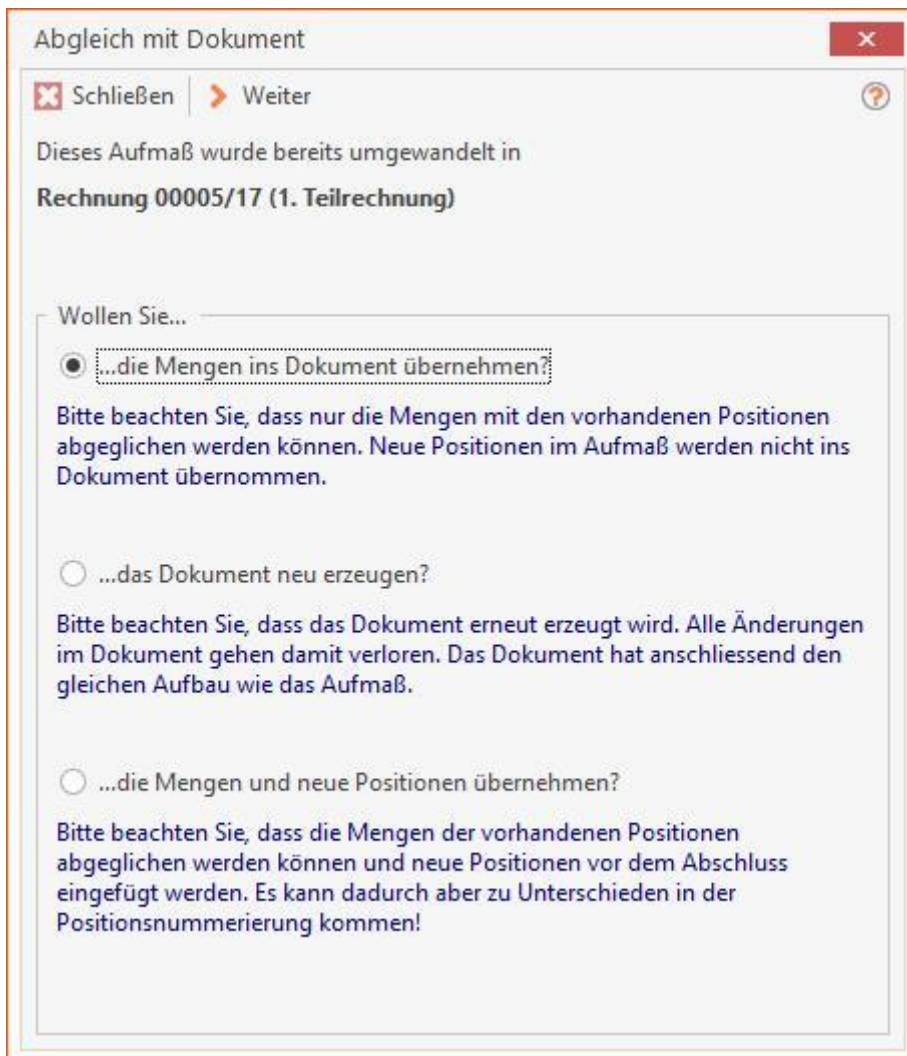 Abgleich mit Dokument
Schließen Weiter
Dieses Aufmaß wurde bereits umgewandelt in
Rechnung 00005/17 (1. Teilrechnung)
Wollen Sie...
...die Mengen ins Dokument übernehmen?
Bitte beachten Sie, dass nur die Mengen mit den vorhandenen Positionen
abgeglichen werden können. Neue Positionen im Aufmaß werden nicht ins
Dokument übernommen.
...das Dokument neu erzeugen?
Bitte beachten Sie, dass das Dokument erneut erzeugt wird. Alle Änderungen
im Dokument gehen damit verloren. Das Dokument hat anschliessend den
gleichen Aufbau wie das Aufmaß.
...die Mengen und neue Positionen übernehmen?
Bitte beachten Sie, dass die Mengen der vorhandenen Positionen
abgeglichen werden können und neue Positionen vor dem Abschluss
eingefügt werden. Es kann dadurch aber zu Unterschieden in der
Positionsnummerierung kommen!